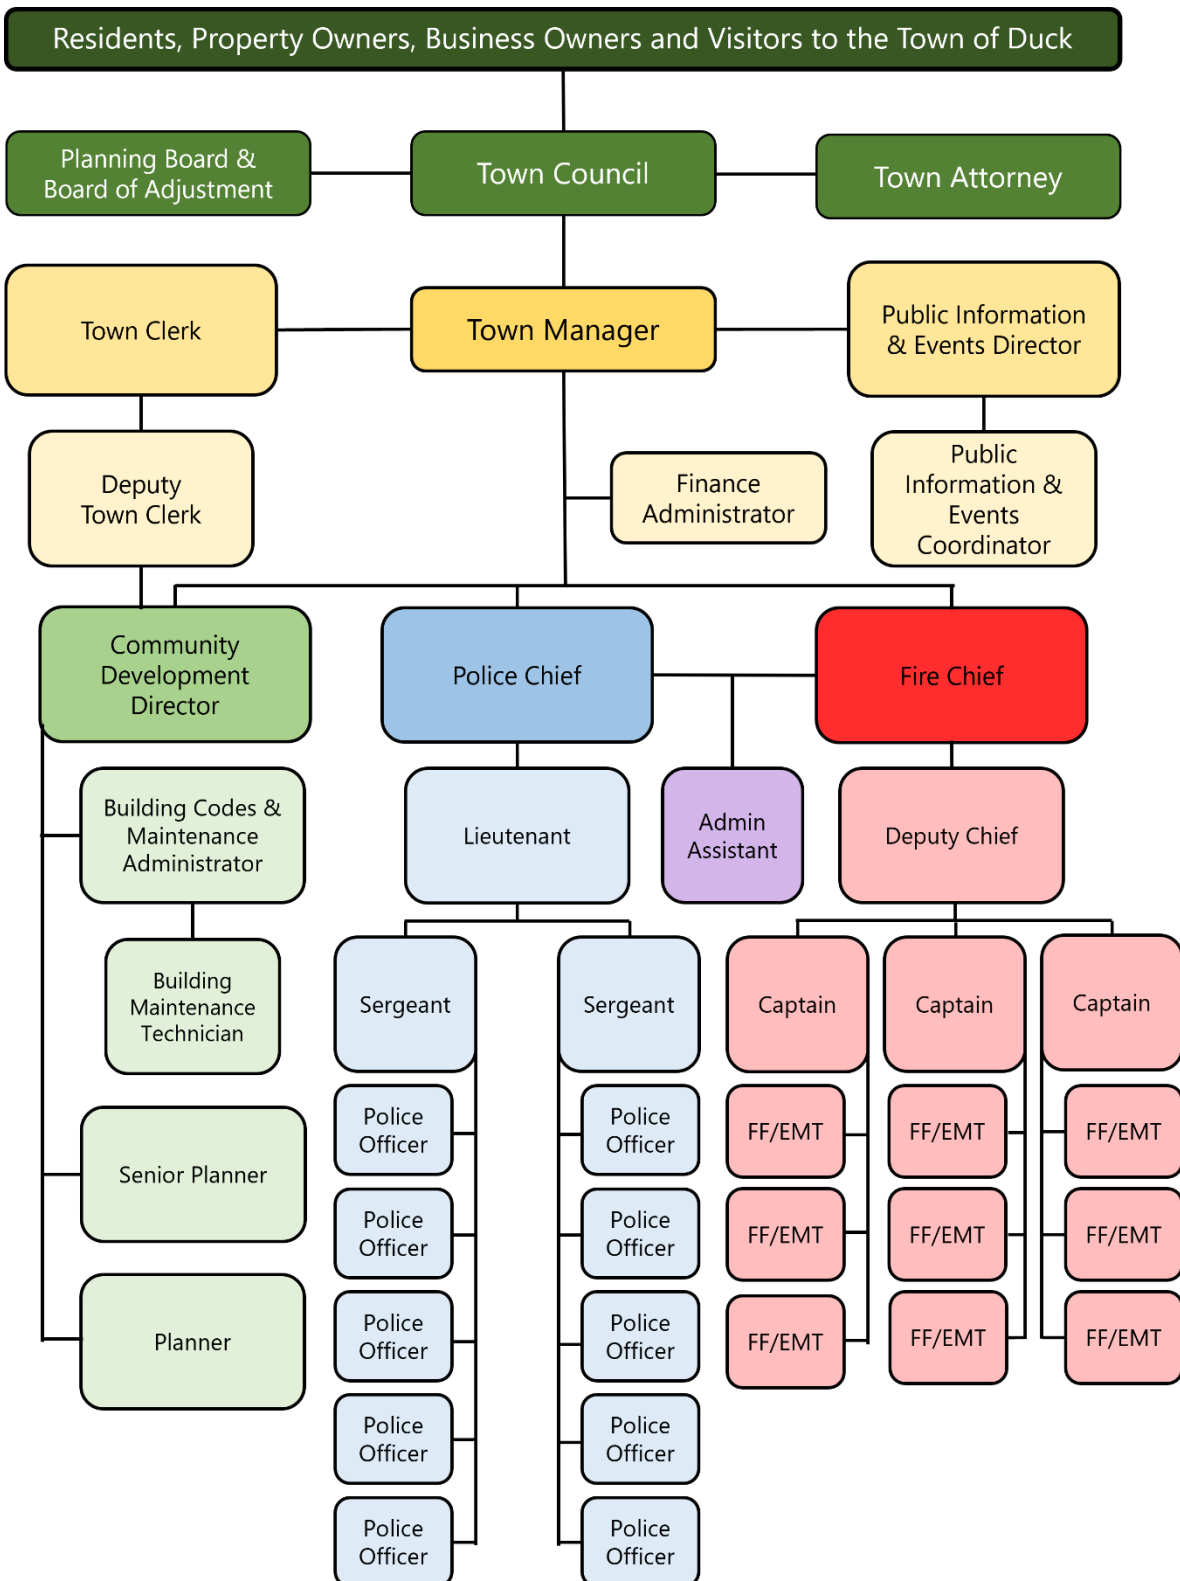 Residents, Property Owners, Business Owners and Visitors to the Town of Duck
Planning Board &
Board of Adjustment
Town Council
Town Attorney
Town Clerk
Town Manager
Public Information
& Events Director
Deputy
Town Clerk
Finance
Administrator
Public
Information &
Events
Coordinator
Community
Development
Director
Police Chief
Fire Chief
Building Codes &
Maintenance
Administrator
Lieutenant
Admin
Assistant
Deputy Chief
Building
Maintenance
Technician
Sergeant
Sergeant
Captain
Captain
Captain
Senior Planner
Planner
Police
Officer
Police
Officer
FF/EMT
FF/EMT
FF/EMT
Police
Officer
Police
Officer
FF/EMT
FF/EMT
FF/EMT
Police
Officer
Police
Officer
FF/EMT
FF/EMT
FF/EMT
Police
Officer
Police
Officer
Police
Officer
Police
Officer